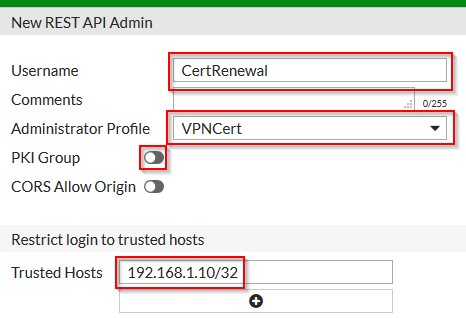 New REST API Admin
Username CertRenewal
Comments 0/255
Administrator Profile VPNCert
PKI Group
CORS Allow Origin
Restrict login to trusted hosts
Trusted Hosts 192.168.1.10/32